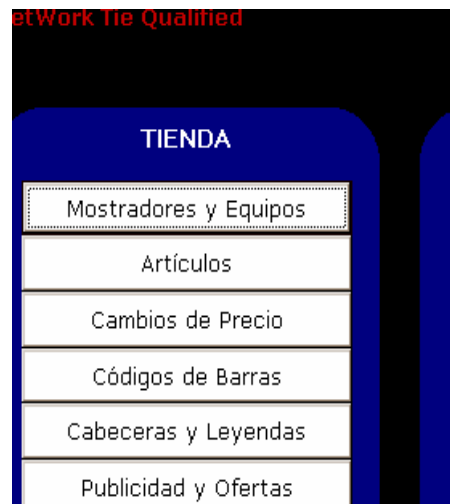 etWork Tie Qualified
TIENDA
Mostradores y Equipos
Artículos
Cambios de Precio
Códigos de Barras
Cabeceras y Leyendas
Publicidad y Ofertas